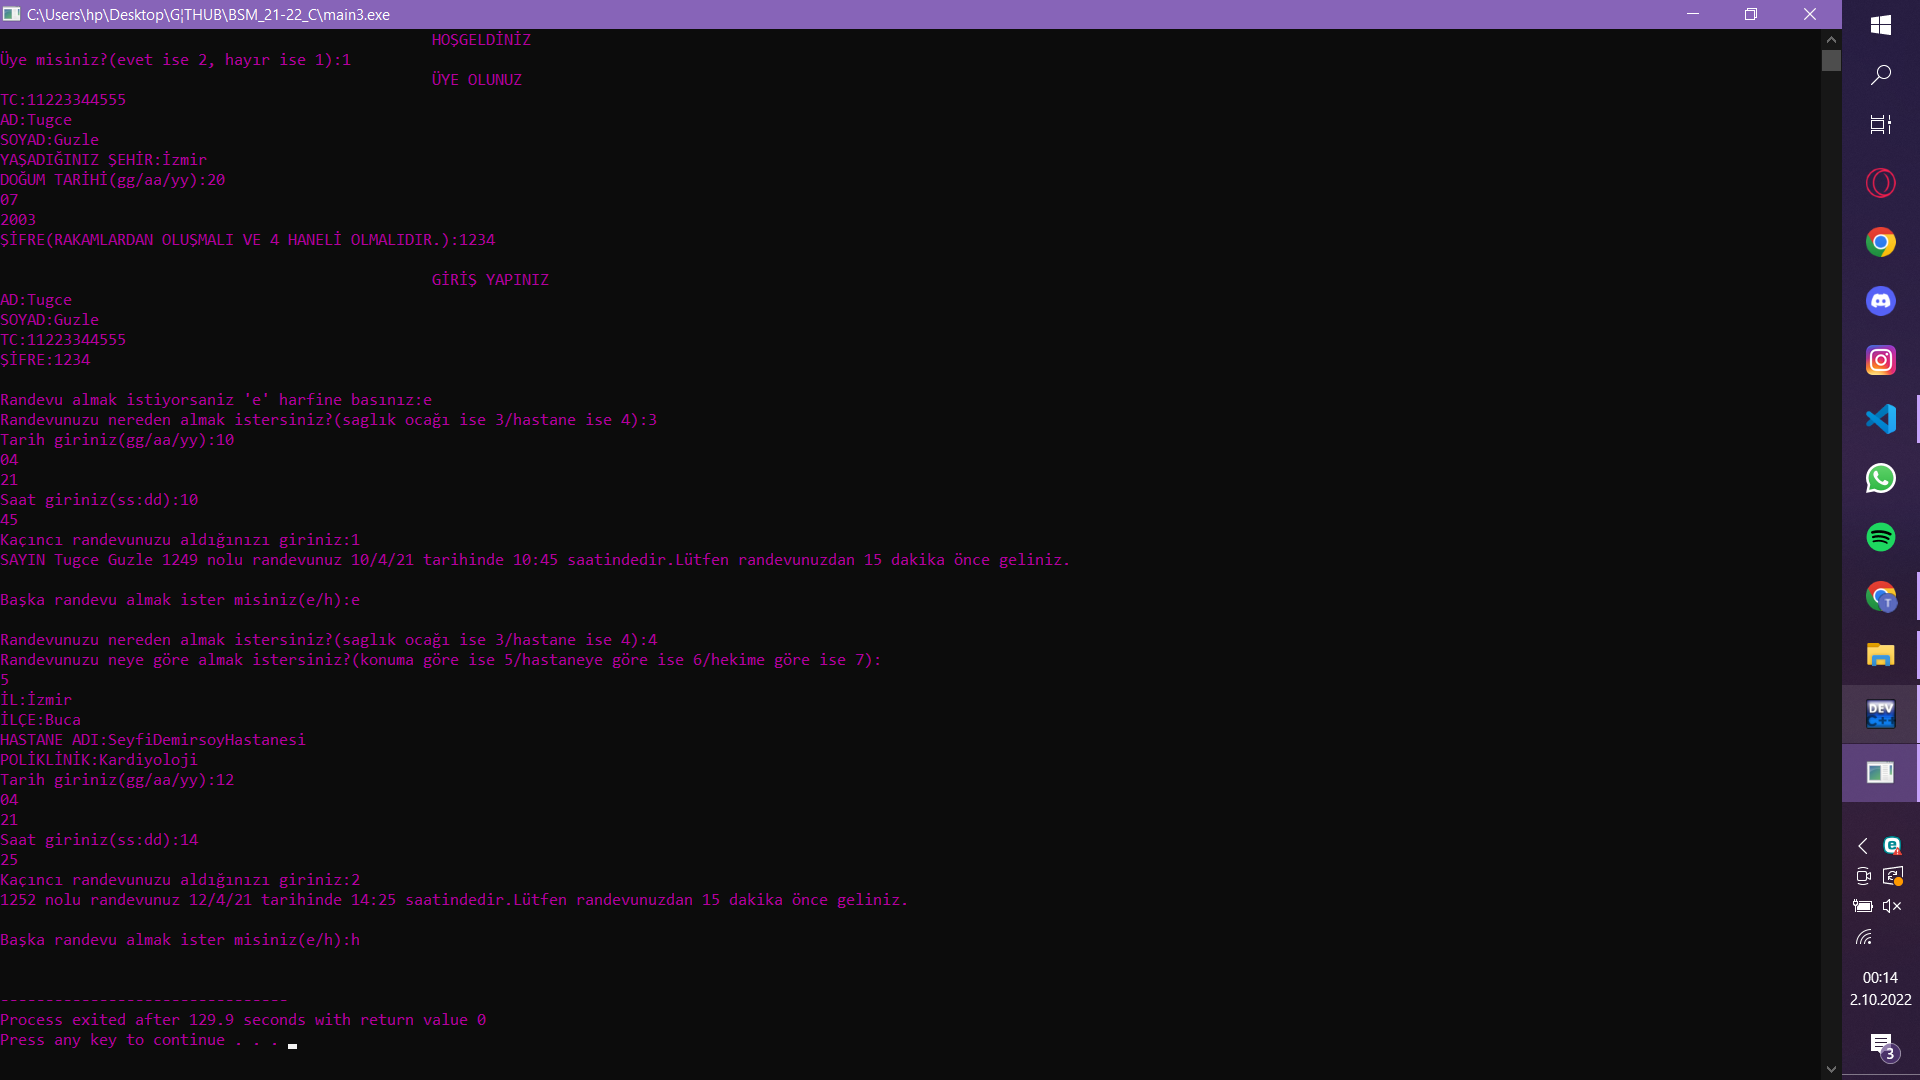 C:\Users\hp\Desktop\G¦THUB\BSM_21-22_C\main3.exe
HOŞGELDİNİZ
Üye misiniz?(evet ise 2, hayır ise 1):1
ÜYE OLUNUZ
TC:11223344555
AD:Tugce
SOYAD:Guzle
YAŞADIĞINIZ ŞEHİR:İzmir
DOĞUM TARİHİ(gg/aa/yy):20
07
2003
ŞİFRE(RAKAMLARDAN OLUŞMALI VE 4 HANELİ OLMALIDIR.):1234
GİRİŞ YAPINIZ
AD:Tugce
SOYAD:Guzle
TC:11223344555
ŞİFRE:1234
Randevu almak istiyorsaniz 'e' harfine basınız:e
Randevunuzu nereden almak istersiniz?(saglık ocağı ise 3/hastane ise 4):3
Tarih giriniz(gg/aa/yy):10
04
21
Saat giriniz(ss:dd):10
45
Kaçıncı randevunuzu aldığınızı giriniz:1
SAYIN Tugce Guzle 1249 nolu randevunuz 10/4/21 tarihinde 10:45 saatindedir.Lütfen randevunuzdan 15 dakika önce geliniz.
Başka randevu almak ister misiniz(e/h):e
Randevunuzu nereden almak istersiniz?(saglık ocağı ise 3/hastane ise 4):4
Randevunuzu neye göre almak istersiniz?(konuma göre ise 5/hastaneye göre ise 6/hekime göre ise 7):
5
İL:İzmir
İLÇE:Buca
HASTANE ADI:SeyfiDemirsoyHastanesi
POLİKLİNİK:Kardiyoloji
Tarih giriniz(gg/aa/yy):12
04
21
Saat giriniz(ss:dd):14
25
Kaçıncı randevunuzu aldığınızı giriniz:2
1252 nolu randevunuz 12/4/21 tarihinde 14:25 saatindedir.Lütfen randevunuzdan 15 dakika önce geliniz.
Başka randevu almak ister misiniz(e/h):h
--------------------------------
Process exited after 129.9 seconds with return value 0
Press any key to continue . . .
T
DEV
00:14
2.10.2022
3